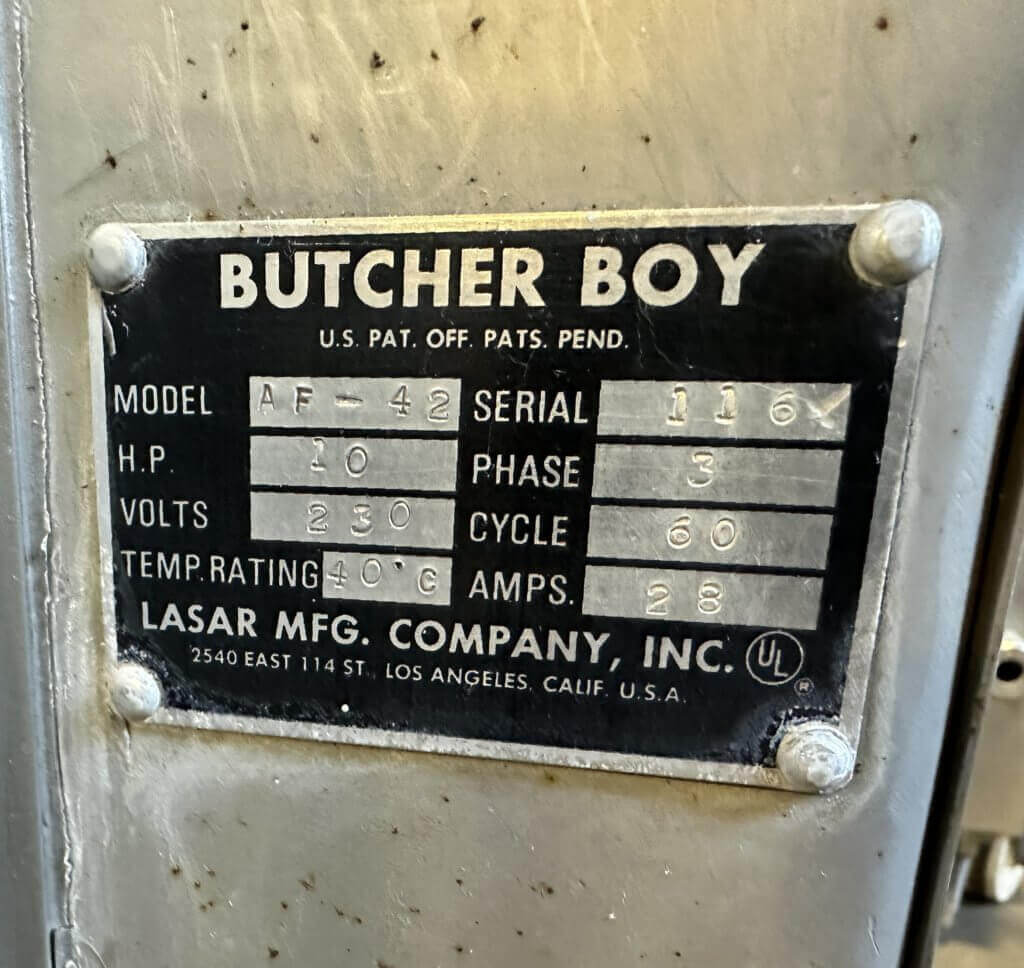 BUTCHER BOY
U.S. PAT. OFF. PATS. PEND.
MODEL AF-42 SERIAL 116
H.P. 10 PHASE 3
VOLTS 230 CYCLE 60
TEMP. RATING 40°C AMPS. 28
LASAR MFG. COMPANY, INC. UL ®
2540 EAST 114 ST., LOS ANGELES, CALIF. U.S.A.